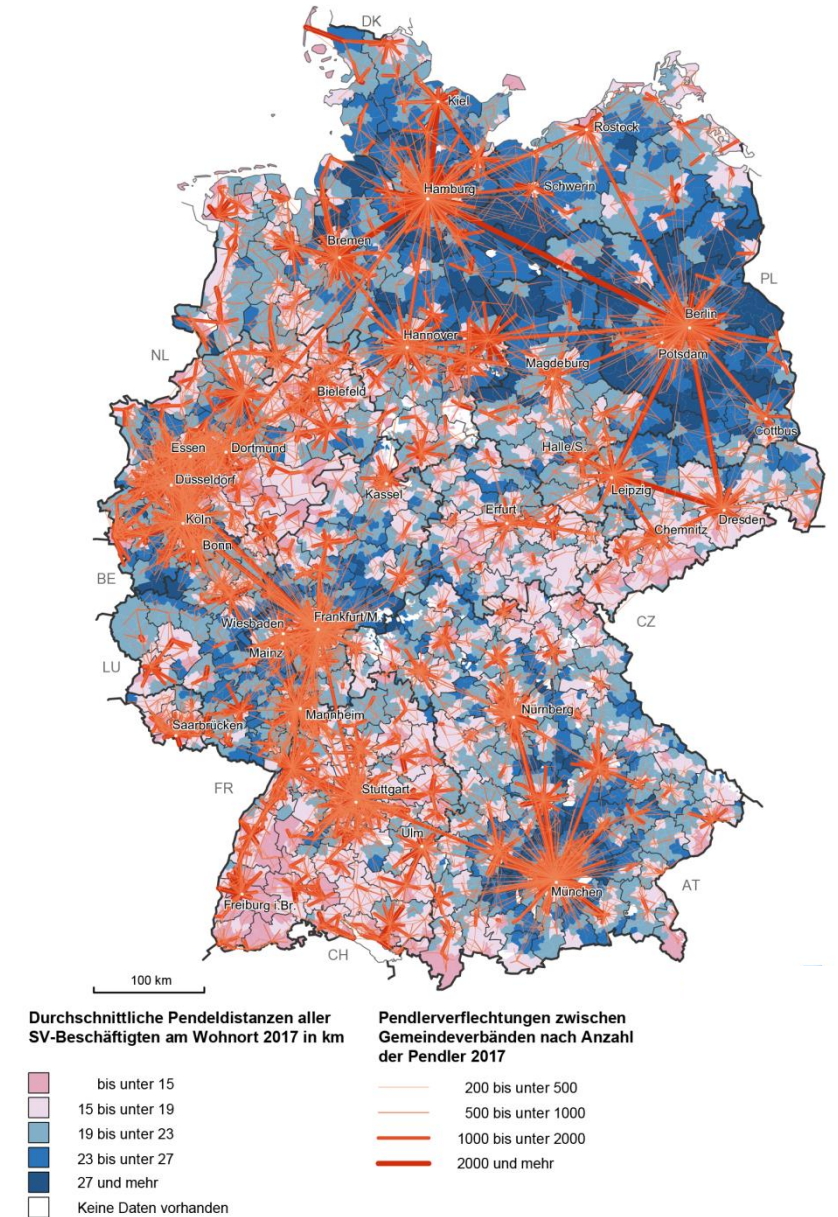 DK
Kiel
Rostock
Hamburg
Schwerin
Bremen
PL
Berlin
Hannover
Potsdam
NL
Magdeburg
Bielefeld
Cottbus
Essen
Dortmund
Halle/S.
Düsseldorf
Leipzig
Kassel
Köln
Erfurt
Dresden
Chemnitz
Bonn
BE
Wiesbaden
Frankfurt/M.
CZ
Mainz
LU
Nürnberg
Mannheim
Saarbrücken
FR
Stuttgart
Ulm
AT
München
Freiburg i.Br.
CH
100 km
Durchschnittliche Pendeldistanzen aller
SV-Beschäftigten am Wohnort 2017 in km
bis unter 15
15 bis unter 19
19 bis unter 23
23 bis unter 27
27 und mehr
Keine Daten vorhanden
Pendlerverflechtungen zwischen
Gemeindeverbänden nach Anzahl
der Pendler 2017
200 bis unter 500
500 bis unter 1000
1000 bis unter 2000
2000 und mehr